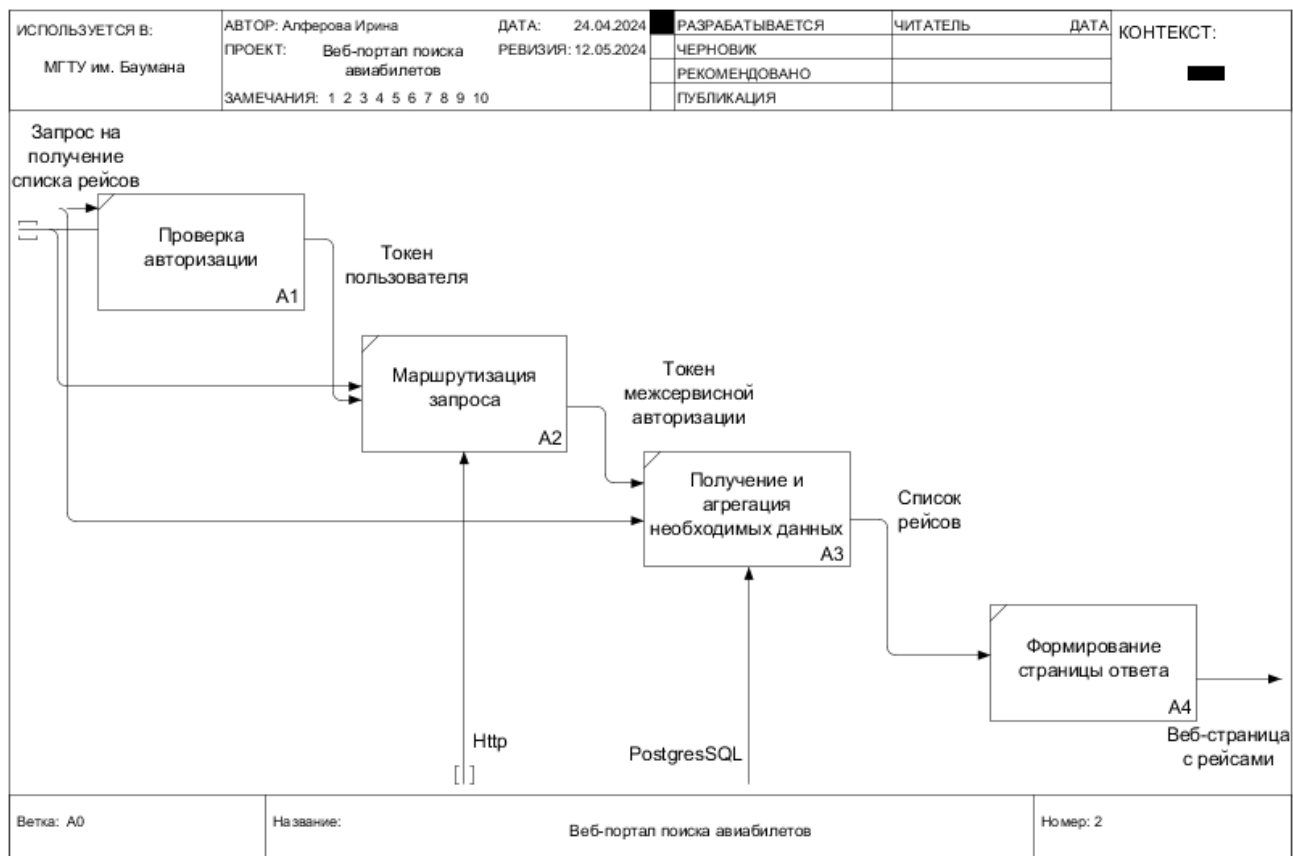 ИСПОЛЬЗУЕТСЯ В:
МГТУ им. Баумана
АВТОР: Алферова Ирина
ДАТА: 24.04.2024
ПРОЕКТ: Веб-портал поиска
авиабилетов
РЕВИЗИЯ: 12.05.2024
ЗАМЕЧАНИЯ: 1 2 3 4 5 6 7 8 9 10
РАЗРАБАТЫВАЕТСЯ
ЧЕРНОВИК
РЕКОМЕНДОВАНО
ПУБЛИКАЦИЯ
ЧИТАТЕЛЬ
ДАТА
КОНТЕКСТ:
Запрос на
получение
списка рейсов
Проверка
авторизации
A1
Токен
пользователя
Маршрутизация
запроса
A2
Токен
межсервисной
авторизации
Получение и
агрегация
необходимых данных
A3
Список
рейсов
Формирование
страницы ответа
A4
Веб-страница
с рейсами
Http
PostgresSQL
Ветка: A0
Название:
Веб-портал поиска авиабилетов
Номер: 2